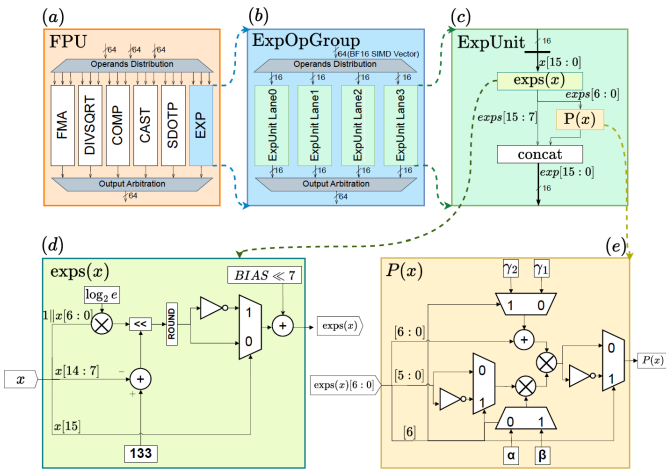 (a)
FPU
64
64
64
Operands Distribution
FMA
DIVSQRT
COMP
CAST
SDOTP
EXP
Output Arbitration
64
(b)
ExpOpGroup
64(BF16 SIMD Vector)
Operands Distribution
16
16
16
16
ExpUnit Lane0
ExpUnit Lane1
ExpUnit Lane2
ExpUnit Lane3
16
16
16
16
Output Arbitration
64
(c)
ExpUnit
16
x[15 : 0]
exps(x)
exps[6 : 0]
exps[15 : 7]
P(x)
concat
exp[15 : 0]
16
(d)
exps(x)
BIAS ≪ 7
log₂ e
1||x[6 : 0]
<<
ROUND
1
0
+
exps(x)
x
x[14 : 7]
−
+
+
x[15]
133
(e)
P(x)
γ₂
γ₁
1 0
[6 : 0]
+
exps(x)[6 : 0]
[5 : 0]
0
1
0
1
P(x)
[6]
0 1
α
β